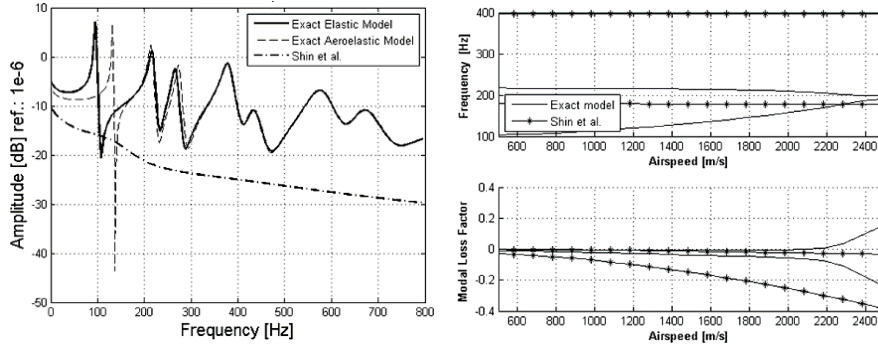 Amplitude [dB] ref.: 1e-6
10
0
-10
-20
-30
-40
-50
Exact Elastic Model
Exact Aeroelastic Model
Shin et al.
0 100 200 300 400 500 600 700 800
Frequency [Hz]
Frequency [Hz]
400
300
200
100
Exact model
Shin et al.
600 800 1000 1200 1400 1600 1800 2000 2200 2400
Airspeed [m/s]
Modal Loss Factor
0.4
0.2
0
-0.2
-0.4
600 800 1000 1200 1400 1600 1800 2000 2200 2400
Airspeed [m/s]